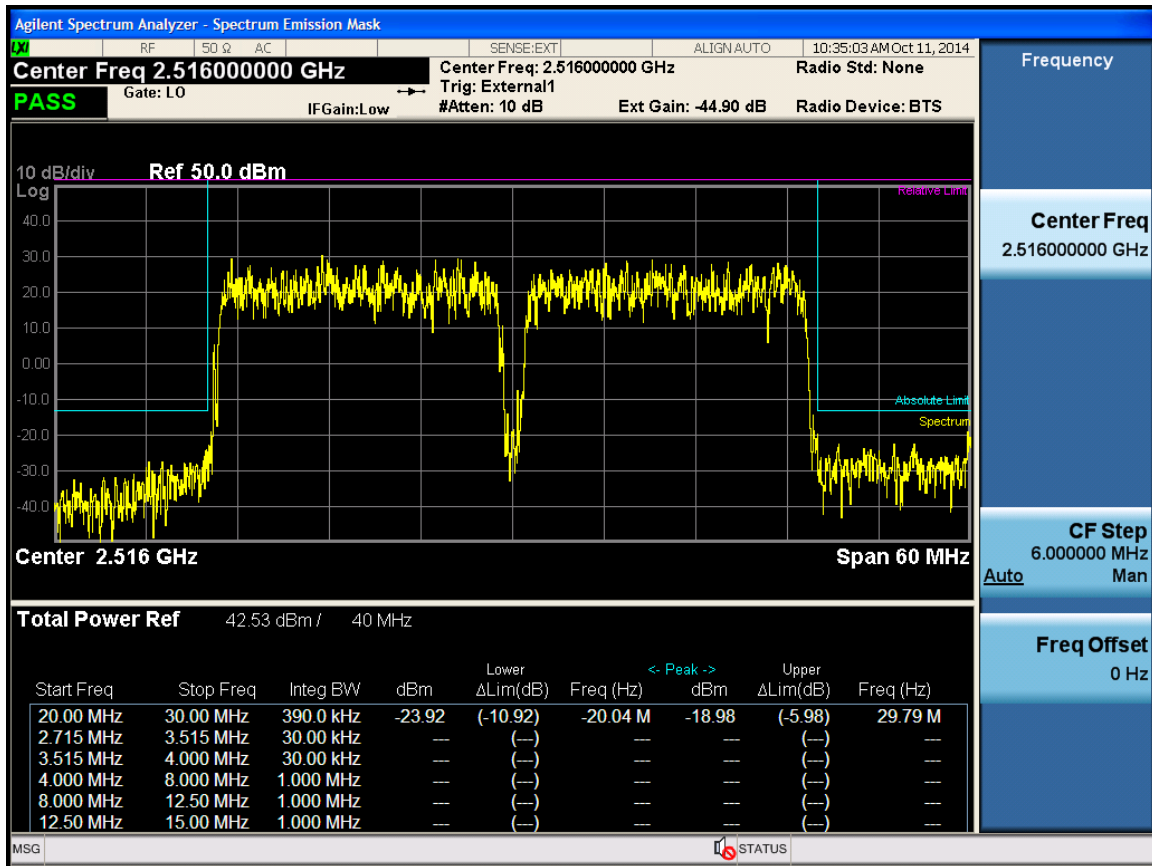 Agilent Spectrum Analyzer - Spectrum Emission Mask
LXI RF 50 Ω AC SENSE:EXT ALIGN AUTO 10:35:03 AM Oct 11, 2014
Center Freq 2.516000000 GHz Center Freq: 2.516000000 GHz Radio Std: None
PASS Gate: LO Trig: External1
IFGain:Low #Atten: 10 dB Ext Gain: -44.90 dB Radio Device: BTS
10 dB/div Ref 50.0 dBm
Log
Relative Limit
40.0
30.0
20.0
10.0
0.00
-10.0
Absolute Limit
Spectrum
-20.0
-30.0
-40.0
Center 2.516 GHz Span 60 MHz
Total Power Ref 42.53 dBm / 40 MHz
Lower <- Peak -> Upper
Start Freq Stop Freq Integ BW dBm ΔLim(dB) Freq (Hz) dBm ΔLim(dB) Freq (Hz)
20.00 MHz 30.00 MHz 390.0 kHz -23.92 (-10.92) -20.04 M -18.98 (-5.98) 29.79 M
2.715 MHz 3.515 MHz 30.00 kHz --- (---) --- --- (---) ---
3.515 MHz 4.000 MHz 30.00 kHz --- (---) --- --- (---) ---
4.000 MHz 8.000 MHz 1.000 MHz --- (---) --- --- (---) ---
8.000 MHz 12.50 MHz 1.000 MHz --- (---) --- --- (---) ---
12.50 MHz 15.00 MHz 1.000 MHz --- (---) --- --- (---) ---
MSG STATUS
Frequency
Center Freq
2.516000000 GHz
CF Step
6.000000 MHz
Auto Man
Freq Offset
0 Hz